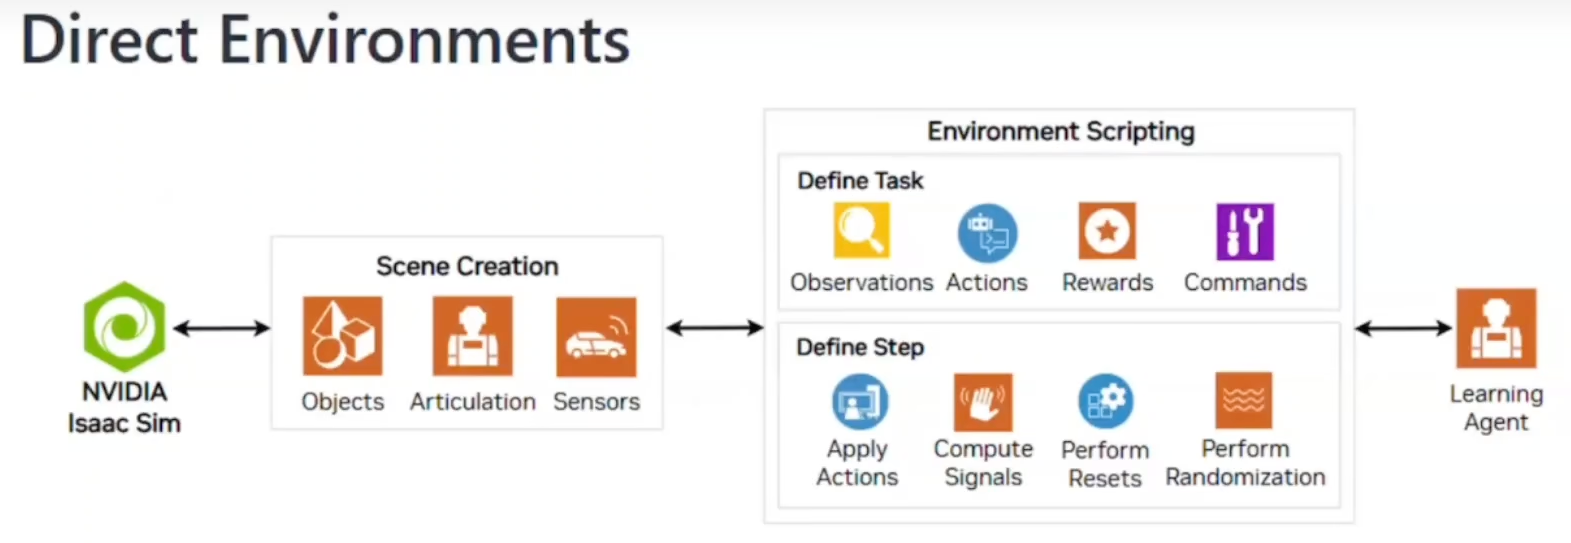 Direct Environments
NVIDIA
Isaac Sim
Scene Creation
Objects
Articulation
Sensors
Environment Scripting
Define Task
Observations
Actions
Rewards
Commands
Define Step
Apply
Actions
Compute
Signals
Perform
Resets
Perform
Randomization
Learning
Agent